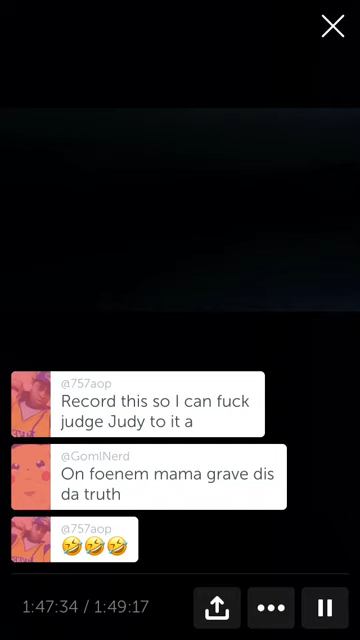 @757aop
Record this so I can fuck
judge Judy to it a
@GomlNerd
On foenem mama grave dis
da truth
@757aop
🤣🤣🤣
1:47:34 / 1:49:17